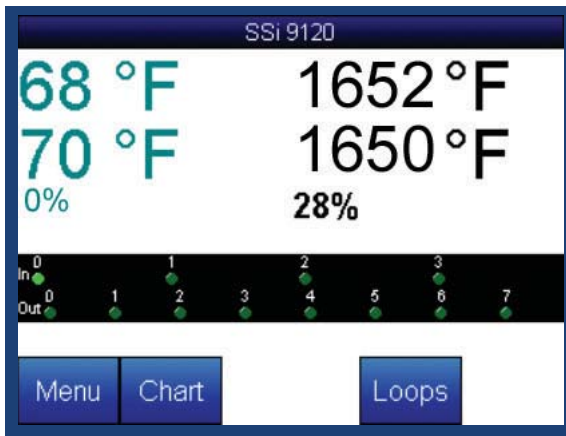 SSi 9120
68 °F 1652 °F
70 °F 1650 °F
0% 28%
0 1 2 3
In
0 1 2 3 4 5 6 7
Out
Menu Chart Loops